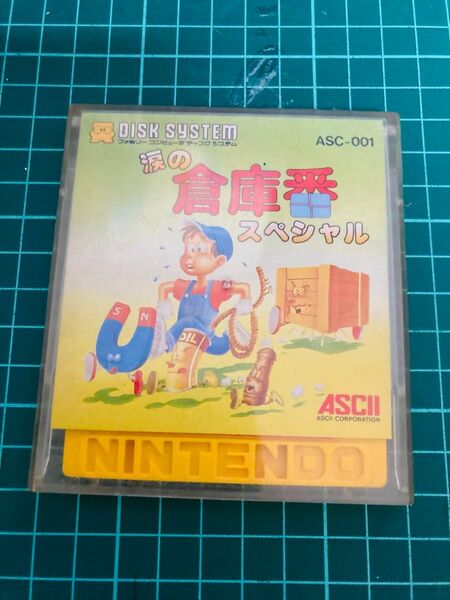 DISK SYSTEM
ファミリー コンピュータ ディスク システム
ASC-001
涙の
倉庫番
スペシャル
S N
OIL
ASCII
ASCII CORPORATION
NINTENDO